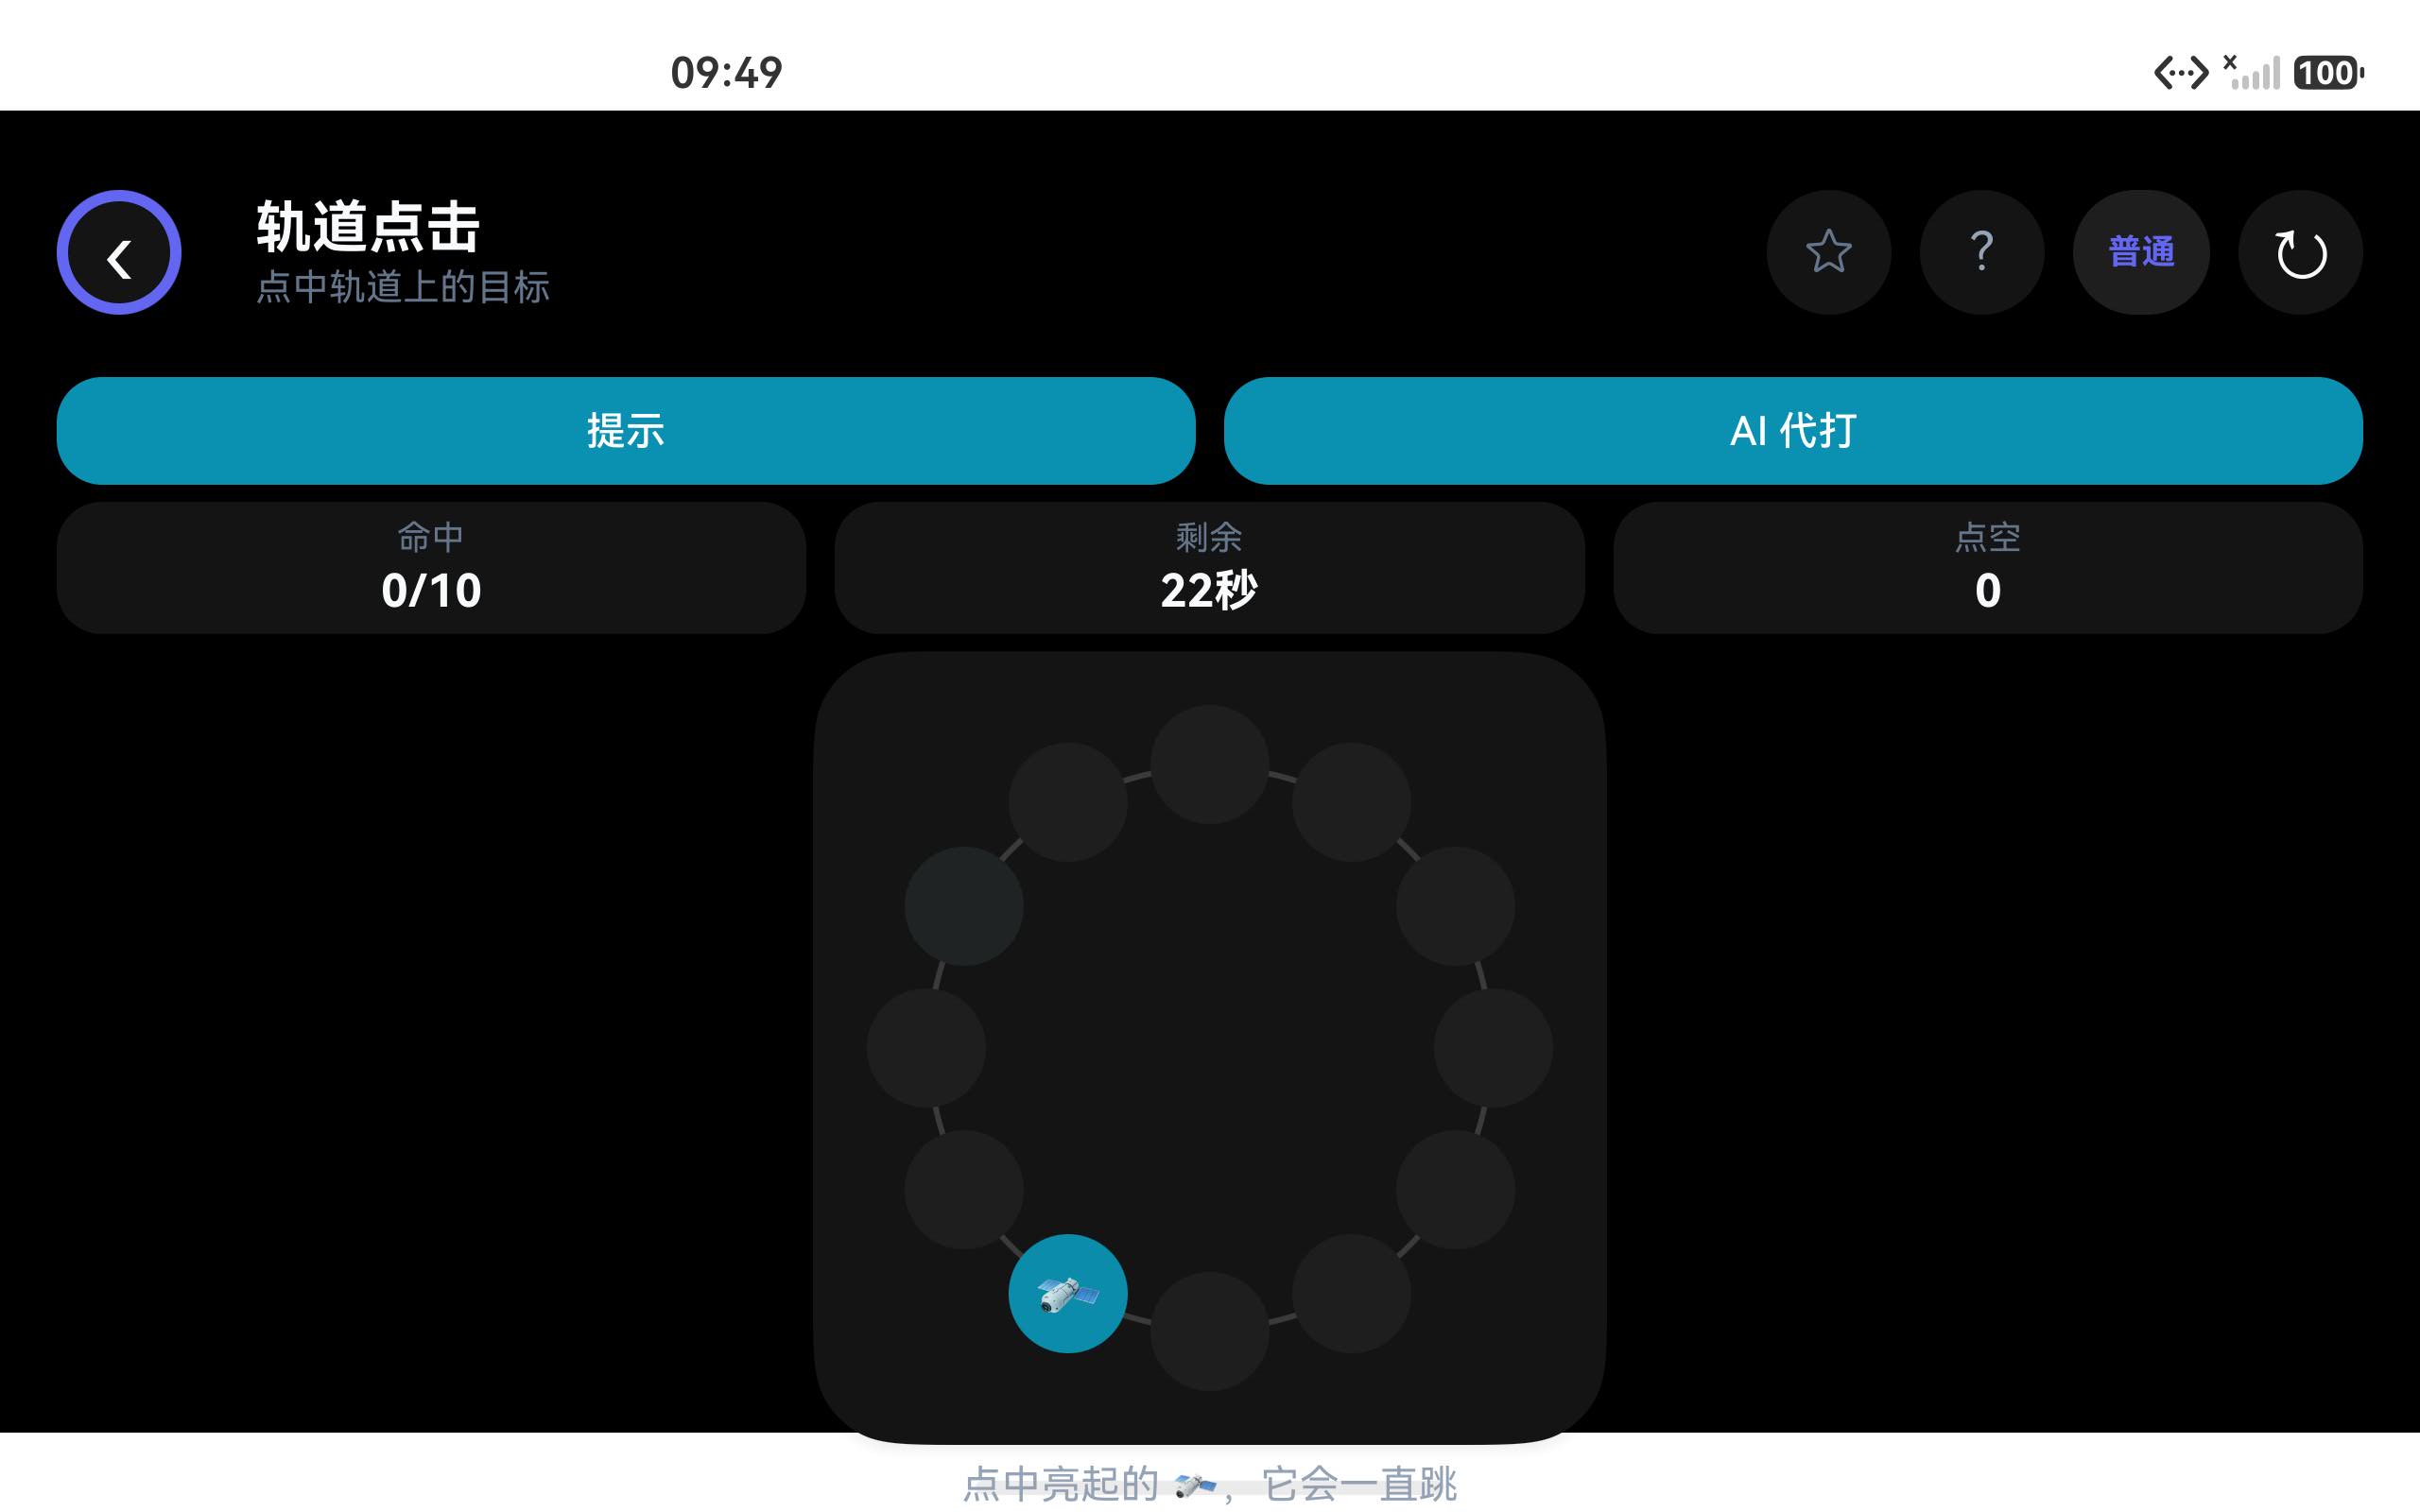 09:49
100
轨道点击
点中轨道上的目标
?
普通
提示
AI 代打
命中
0/10
剩余
22秒
点空
0
点中亮起的 🛰️，它会一直跳